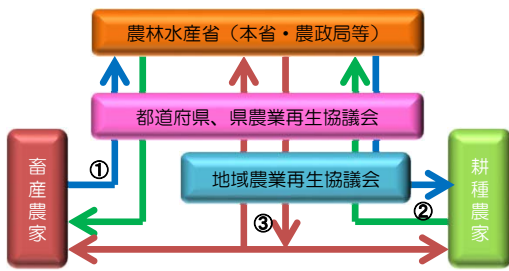 農林水産省（本省・農政局等）
都道府県、県農業再生協議会
地域農業再生協議会
畜産農家
耕種農家
①
②
③